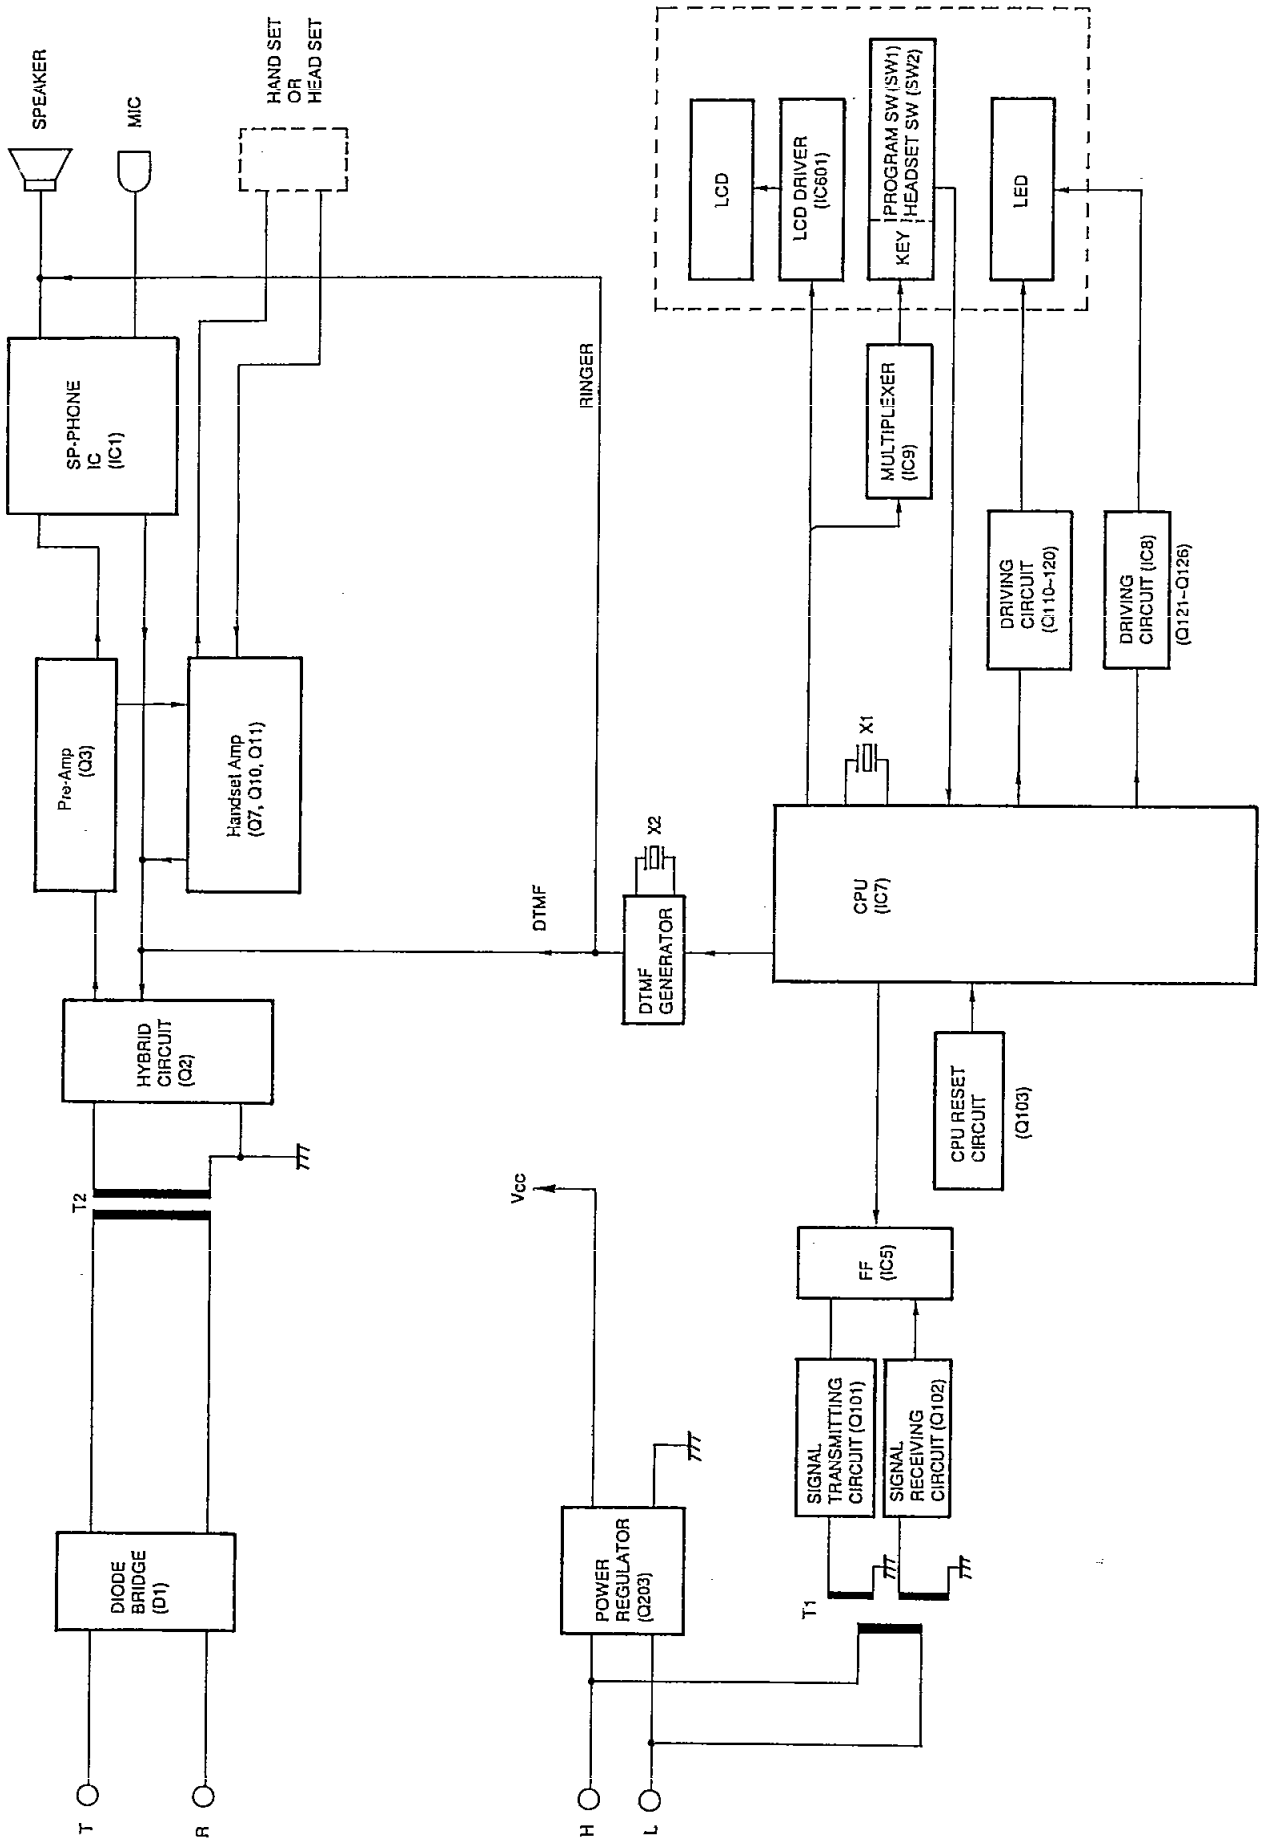 T
R
DIODE
BRIDGE
(D1)
T2
HYBRID
CIRCUIT
(Q2)
Pre-Amp
(Q3)
Handset Amp
(Q7, Q10, Q11)
SP-PHONE
IC
(IC1)
SPEAKER
MIC
HAND SET
OR
HEAD SET
DTMF
RINGER
H
L
POWER
REGULATOR
(Q203)
Vcc
DTMF
GENERATOR
X2
T1
SIGNAL
TRANSMITTING
CIRCUIT (Q101)
SIGNAL
RECEIVING
CIRCUIT (Q102)
FF
(IC5)
CPU RESET
CIRCUIT
(Q103)
CPU
(IC7)
X1
MULTIPLEXER
(IC9)
DRIVING
CIRCUIT
(Q110~120)
DRIVING
CIRCUIT (IC8)
(Q121~Q126)
LCD
LCD DRIVER
(IC601)
KEY
PROGRAM SW (SW1)
HEADSET SW (SW2)
LED